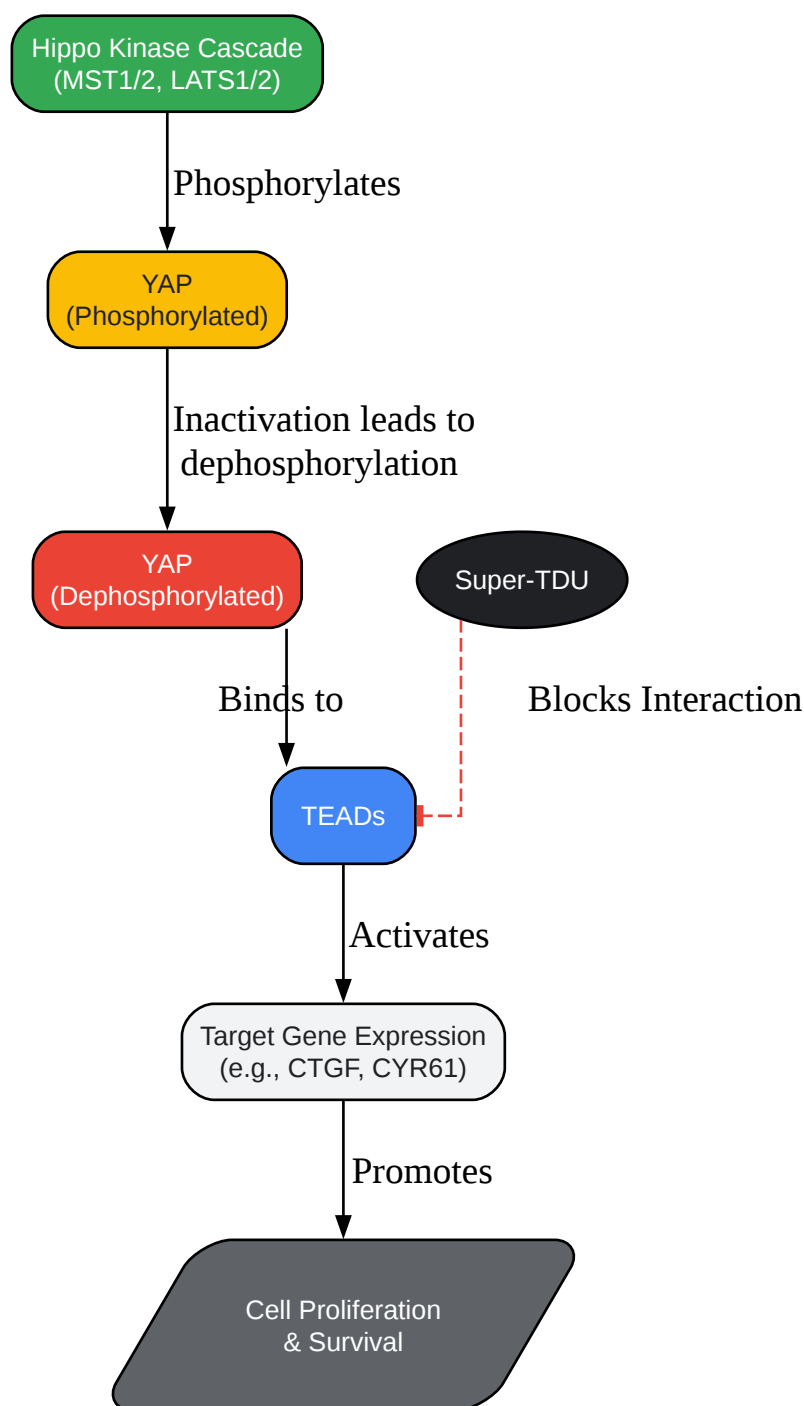 Hippo Kinase Cascade
(MST1/2, LATS1/2)
Phosphorylates
YAP
(Phosphorylated)
Inactivation leads to
dephosphorylation
YAP
(Dephosphorylated)
Super-TDU
Binds to
Blocks Interaction
TEADs
Activates
Target Gene Expression
(e.g., CTGF, CYR61)
Promotes
Cell Proliferation
& Survival